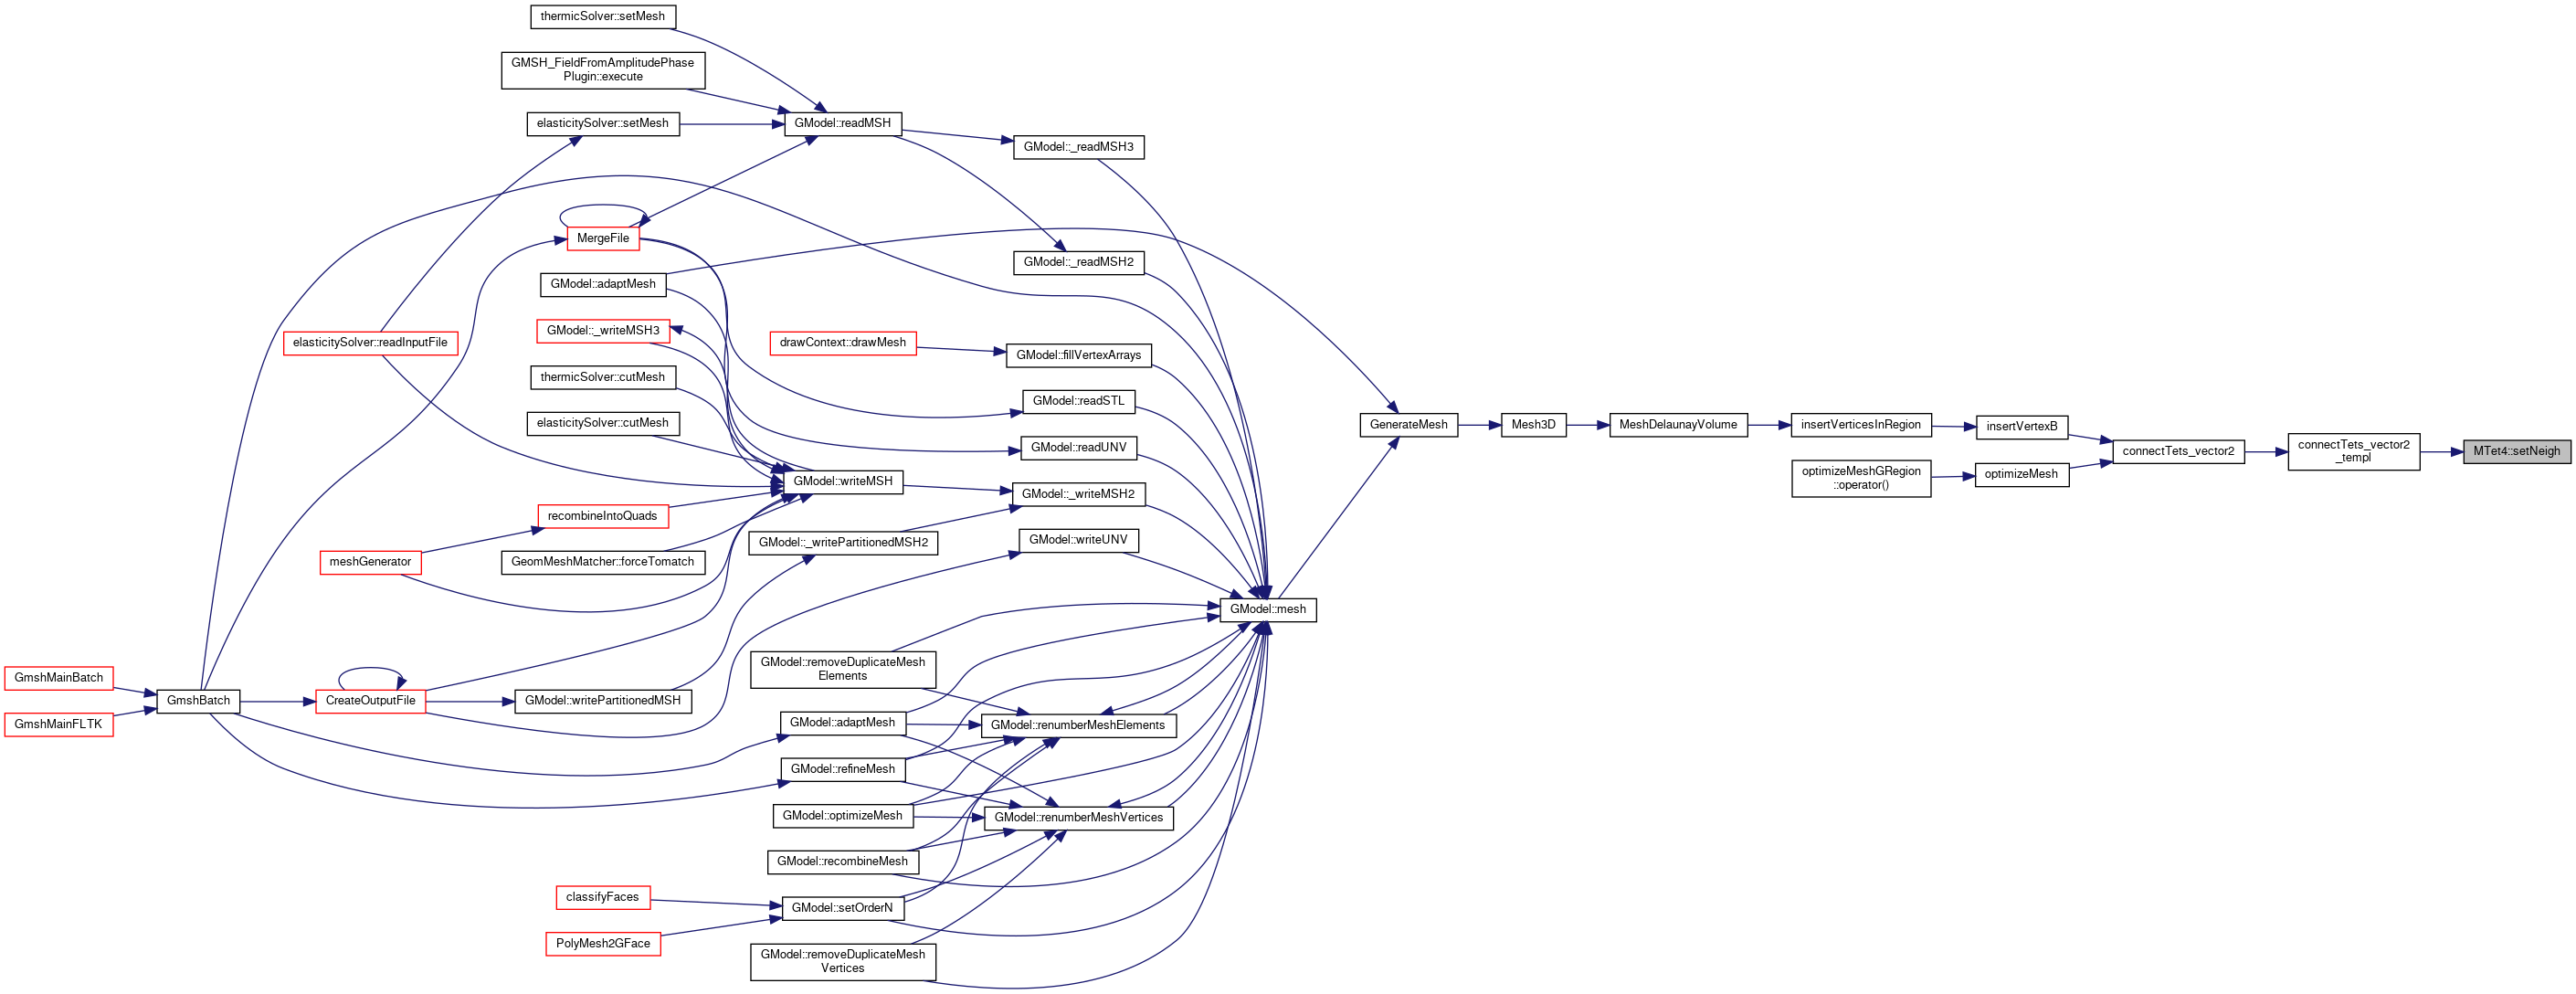 thermicSolver::setMesh
GMSH_FieldFromAmplitudePhase
Plugin::execute
elasticitySolver::setMesh
GModel::readMSH
GModel::_readMSH3
MergeFile
GModel::_readMSH2
GModel::adaptMesh
GModel::_writeMSH3
elasticitySolver::readInputFile
drawContext::drawMesh
GModel::fillVertexArrays
thermicSolver::cutMesh
GModel::readSTL
elasticitySolver::cutMesh
GenerateMesh
Mesh3D
MeshDelaunayVolume
insertVerticesInRegion
insertVertexB
GModel::readUNV
connectTets_vector2
connectTets_vector2
_templ
MTet4::setNeigh
optimizeMeshGRegion
::operator()
optimizeMesh
GModel::writeMSH
GModel::_writeMSH2
recombineIntoQuads
GModel::_writePartitionedMSH2
GModel::writeUNV
meshGenerator
GeomMeshMatcher::forceTomatch
GModel::mesh
GModel::removeDuplicateMesh
Elements
GmshMainBatch
GmshBatch
CreateOutputFile
GModel::writePartitionedMSH
GmshMainFLTK
GModel::adaptMesh
GModel::renumberMeshElements
GModel::refineMesh
GModel::optimizeMesh
GModel::renumberMeshVertices
GModel::recombineMesh
classifyFaces
GModel::setOrderN
PolyMesh2GFace
GModel::removeDuplicateMesh
Vertices